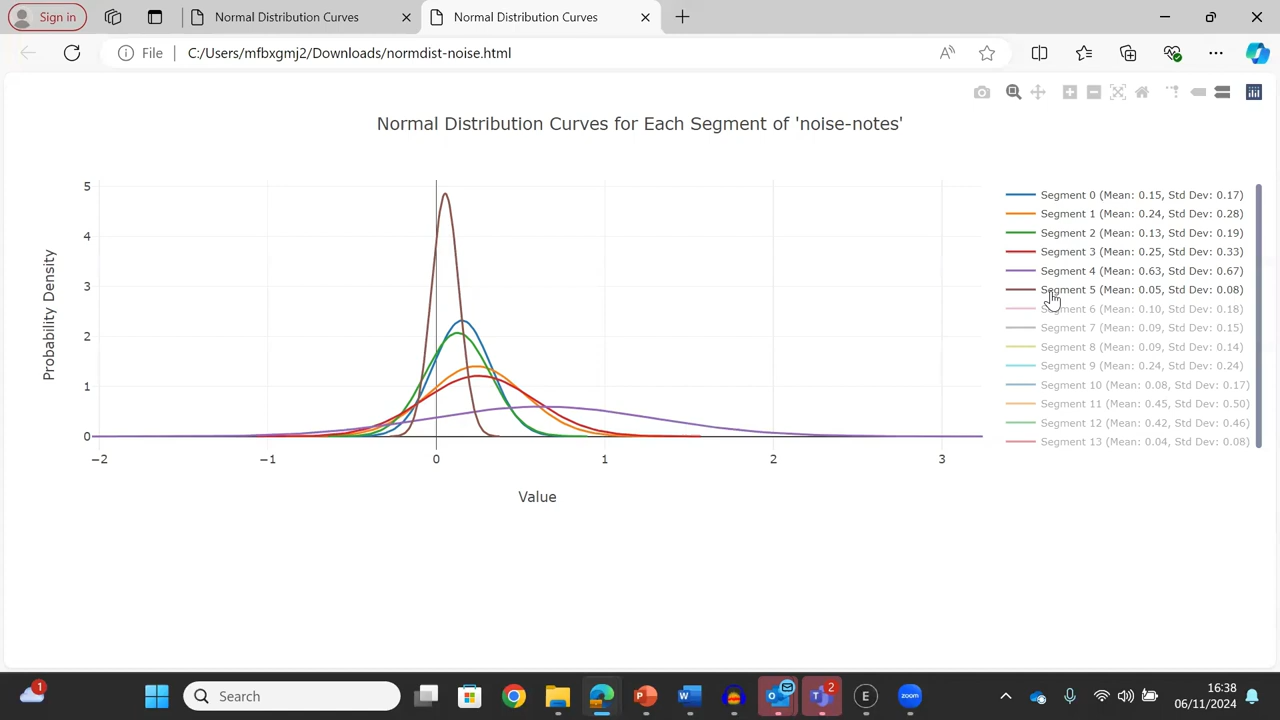 Sign in
Normal Distribution Curves
Normal Distribution Curves
File
C:/Users/mfbxgmj2/Downloads/normdist-noise.html
Normal Distribution Curves for Each Segment of 'noise-notes'
5
4
3
2
1
0
Probability Density
−2
−1
0
1
2
3
Value
Segment 0 (Mean: 0.15, Std Dev: 0.17)
Segment 1 (Mean: 0.24, Std Dev: 0.28)
Segment 2 (Mean: 0.13, Std Dev: 0.19)
Segment 3 (Mean: 0.25, Std Dev: 0.33)
Segment 4 (Mean: 0.63, Std Dev: 0.67)
Segment 5 (Mean: 0.05, Std Dev: 0.08)
Segment 6 (Mean: 0.10, Std Dev: 0.18)
Segment 7 (Mean: 0.09, Std Dev: 0.15)
Segment 8 (Mean: 0.09, Std Dev: 0.14)
Segment 9 (Mean: 0.24, Std Dev: 0.24)
Segment 10 (Mean: 0.08, Std Dev: 0.17)
Segment 11 (Mean: 0.45, Std Dev: 0.50)
Segment 12 (Mean: 0.42, Std Dev: 0.46)
Segment 13 (Mean: 0.04, Std Dev: 0.08)
1
Search
2
E
zoom
16:38
06/11/2024